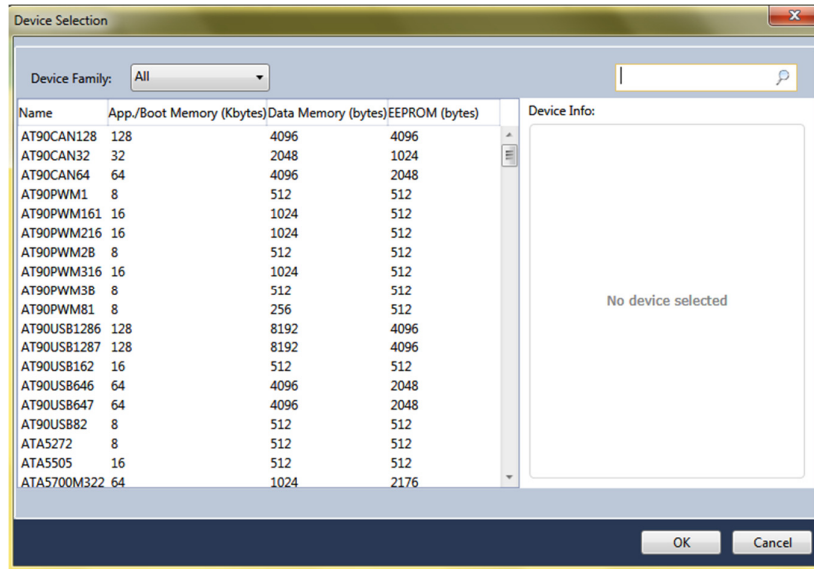 Device Selection
Device Family: All
Name App./Boot Memory (Kbytes) Data Memory (bytes) EEPROM (bytes) Device Info:
AT90CAN128 128 4096 4096
AT90CAN32 32 2048 1024
AT90CAN64 64 4096 2048
AT90PWM1 8 512 512
AT90PWM161 16 1024 512
AT90PWM216 16 1024 512
AT90PWM2B 8 512 512
AT90PWM316 16 1024 512
AT90PWM3B 8 512 512
No device selected
AT90PWM81 8 256 512
AT90USB1286 128 8192 4096
AT90USB1287 128 8192 4096
AT90USB162 16 512 512
AT90USB646 64 4096 2048
AT90USB647 64 4096 2048
AT90USB82 8 512 512
ATA5272 8 512 512
ATA5505 16 512 512
ATA5700M322 64 1024 2176
OK Cancel